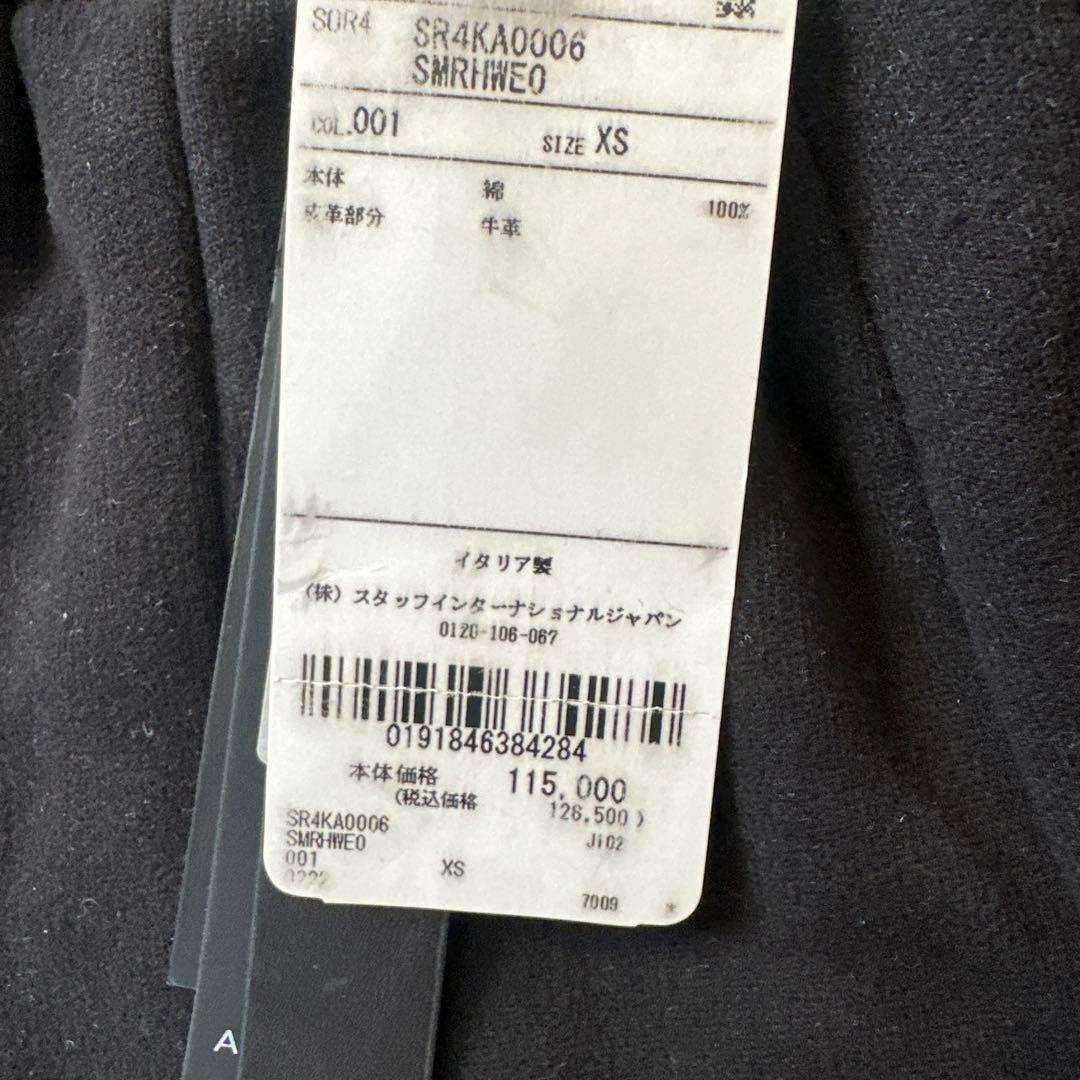 SOR4 SR4KA0006
SMRHWE0
COL.001 SIZE XS
本体 綿 100%
皮革部分 牛革
イタリア製
(株) スタッフインターナショナルジャパン
0120-106-067
0191846384284
本体価格 115,000
(税込価格 126,500 )
SR4KA0006
SMRHWE0 J102
001
XS
7009 *
A